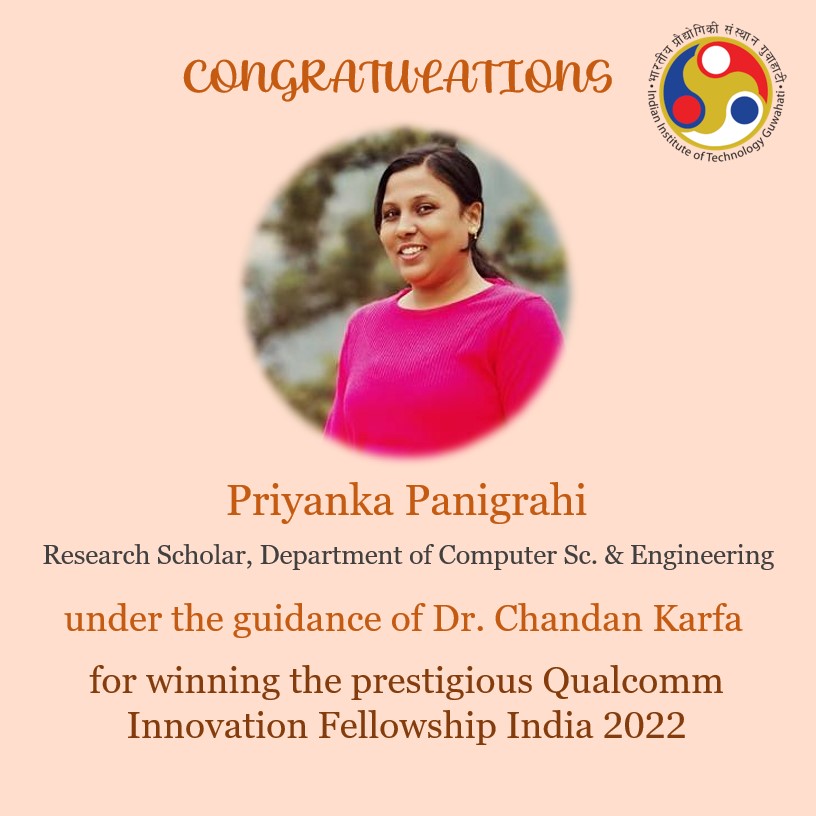 CONGRATULATIONS
भारतीय प्रौद्योगिकी संस्थान गुवाहाटी
Indian Institute of Technology Guwahati
Priyanka Panigrahi
Research Scholar, Department of Computer Sc. & Engineering
under the guidance of Dr. Chandan Karfa
for winning the prestigious Qualcomm
Innovation Fellowship India 2022